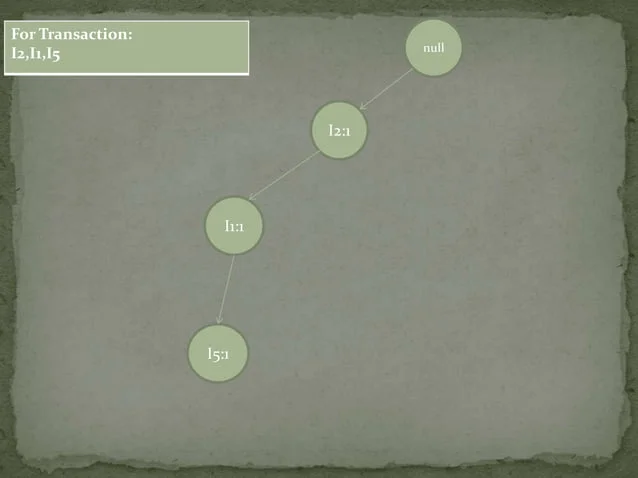 For Transaction:
I2,I1,I5
null
I2:1
I1:1
I5:1